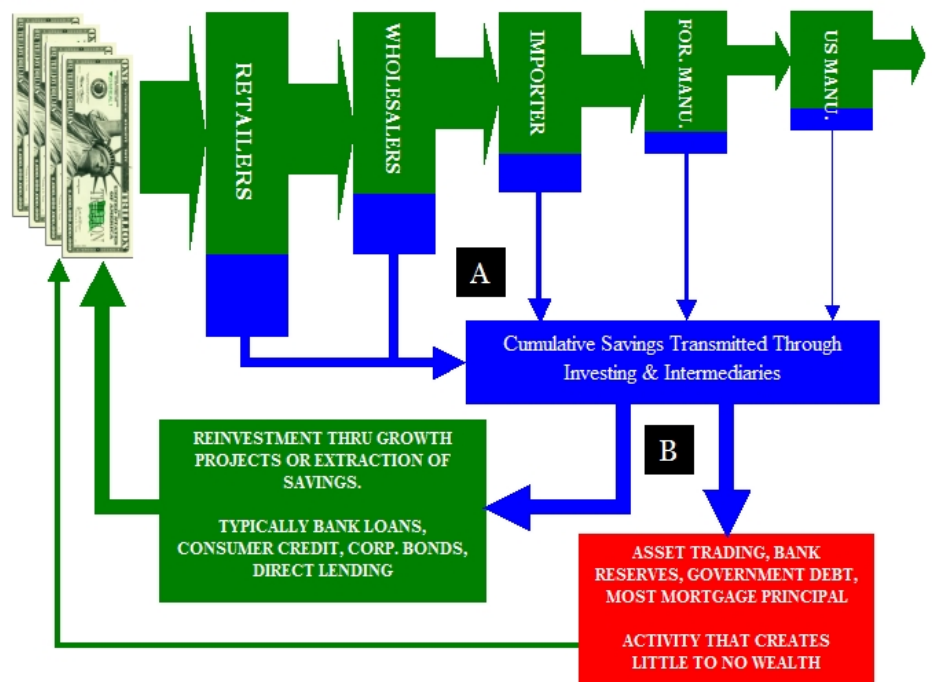 RETAILERS
WHOLESALERS
IMPORTER
FOR. MANU.
US MANU.
A
Cumulative Savings Transmitted Through
Investing & Intermediaries
B
REINVESTMENT THRU GROWTH
PROJECTS OR EXTRACTION OF
SAVINGS.
TYPICALLY BANK LOANS,
CONSUMER CREDIT, CORP. BONDS,
DIRECT LENDING
ASSET TRADING, BANK
RESERVES, GOVERNMENT DEBT,
MOST MORTGAGE PRINCIPAL
ACTIVITY THAT CREATES
LITTLE TO NO WEALTH